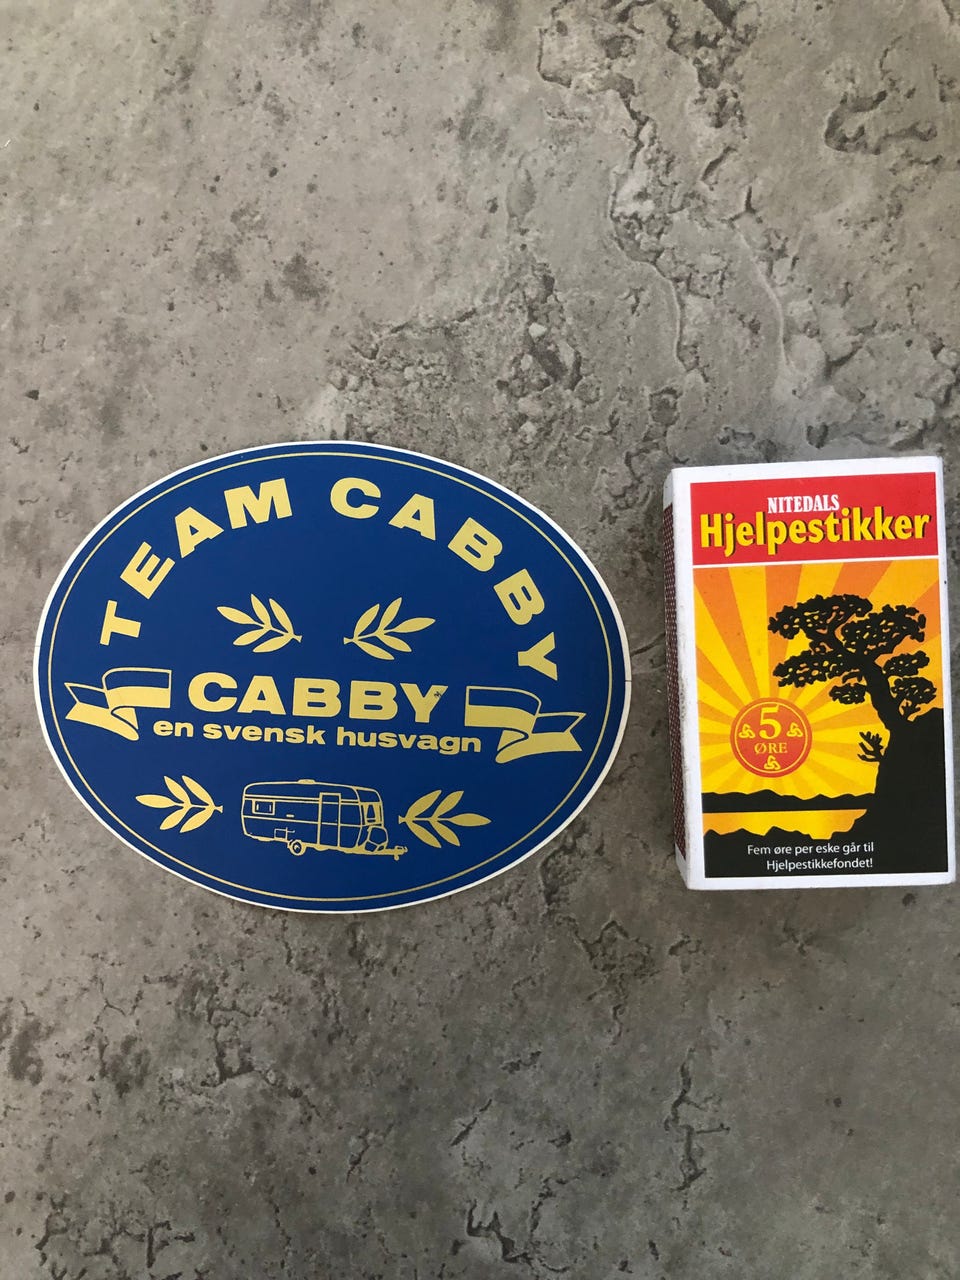 TEAM CABBY
CABBY
en svensk husvagn
NITEDALS
Hjelpestikker
5
ØRE
Fem øre per eske går til
Hjelpestikkefondet!